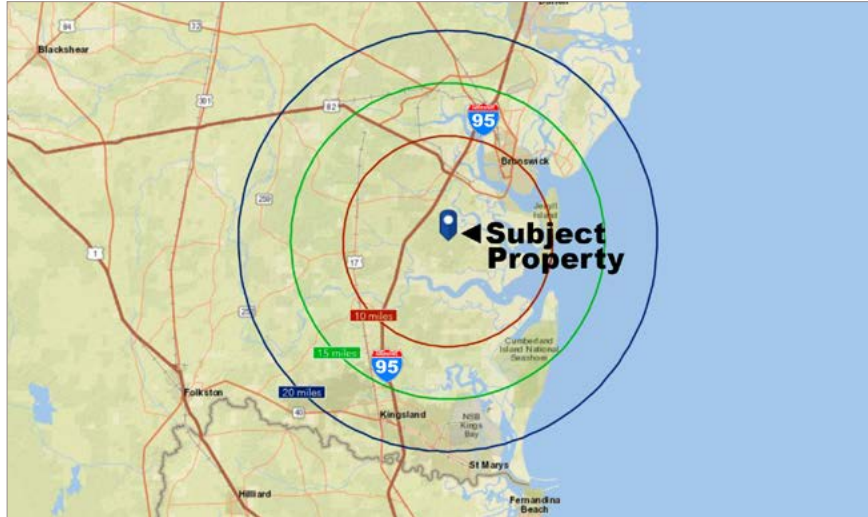 84
Blackshear
301
82
95
Brunswick
259
Jekyll
Island
Subject
Property
1
17
10 miles
15 miles
Cumberland
Island National
Seashore
95
20 miles
Folkston
40
Kingsland
NSB
Kings
Bay
St Marys
Hilliard
Fernandina
Beach